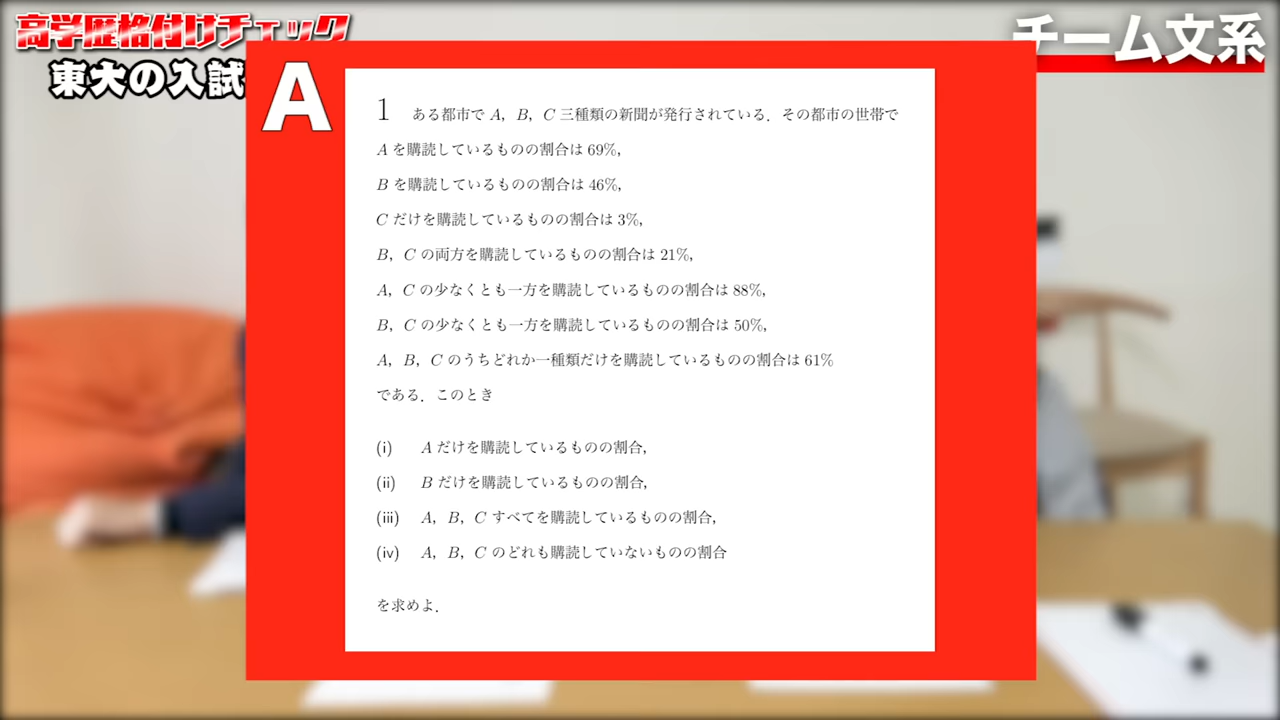 高学歴格付けチェック
東大の入試
チーム文系
A
1 ある都市で A, B, C 三種類の新聞が発行されている. その都市の世帯で
A を購読しているものの割合は 69%,
B を購読しているものの割合は 46%,
C だけを購読しているものの割合は 3%,
B, C の両方を購読しているものの割合は 21%,
A, C の少なくとも一方を購読しているものの割合は 88%,
B, C の少なくとも一方を購読しているものの割合は 50%,
A, B, C のうちどれか一種類だけを購読しているものの割合は 61%
である. このとき
(i) A だけを購読しているものの割合,
(ii) B だけを購読しているものの割合,
(iii) A, B, C すべてを購読しているものの割合,
(iv) A, B, C のどれも購読していないものの割合
を求めよ.